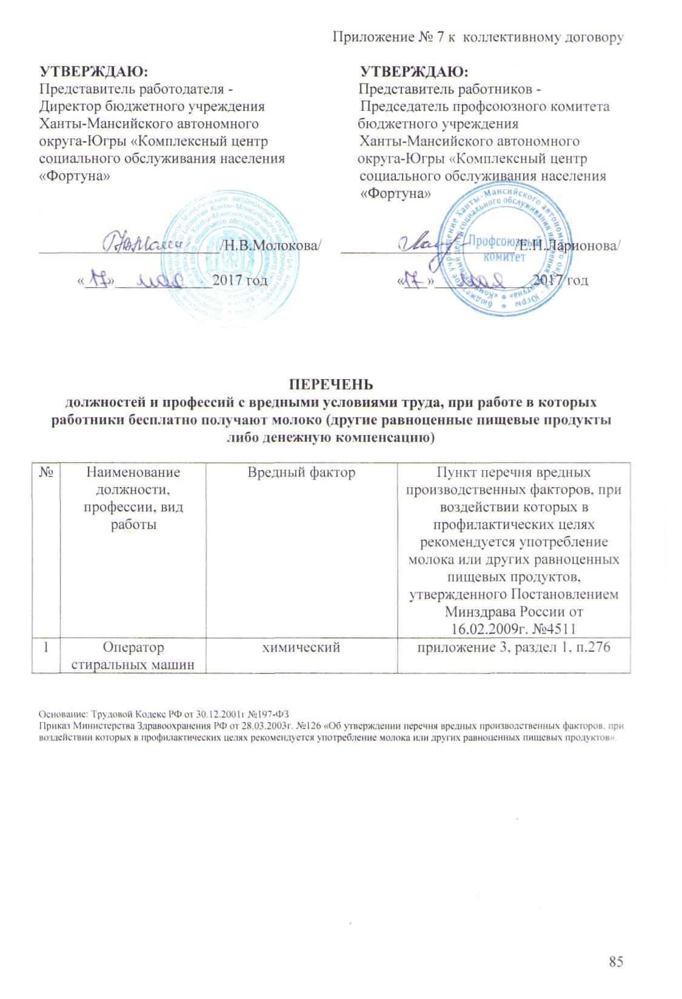 Приложение № 7 к коллективному договору
УТВЕРЖДАЮ:
Представитель работодателя -
Директор бюджетного учреждения
Ханты-Мансийского автономного
округа-Югры «Комплексный центр
социального обслуживания населения
«Фортуна»
/Н.В.Молокова/
«17» мая 2017 год
УТВЕРЖДАЮ:
Представитель работников -
Председатель профсоюзного комитета
бюджетного учреждения
Ханты-Мансийского автономного
округа-Югры «Комплексный центр
социального обслуживания населения
«Фортуна»
/Е.Н.Ларионова/
«17» мая 2017 год
Профсоюзный
комитет
ПЕРЕЧЕНЬ
должностей и профессий с вредными условиями труда, при работе в которых
работники бесплатно получают молоко (другие равноценные пищевые продукты
либо денежную компенсацию)
№
Наименование
должности,
профессии, вид
работы
Вредный фактор
Пункт перечня вредных
производственных факторов, при
воздействии которых в
профилактических целях
рекомендуется употребление
молока или других равноценных
пищевых продуктов,
утвержденного Постановлением
Минздрава России от
16.02.2009г. №4511
1
Оператор
стиральных машин
химический
приложение 3, раздел 1, п.276
Основание: Трудовой Кодекс РФ от 30.12.2001г №197-ФЗ
Приказ Министерства Здравоохранения РФ от 28.03.2003г. №126 «Об утверждении перечня вредных производственных факторов, при
воздействии которых в профилактических целях рекомендуется употребление молока или других равноценных пищевых продуктов».
85